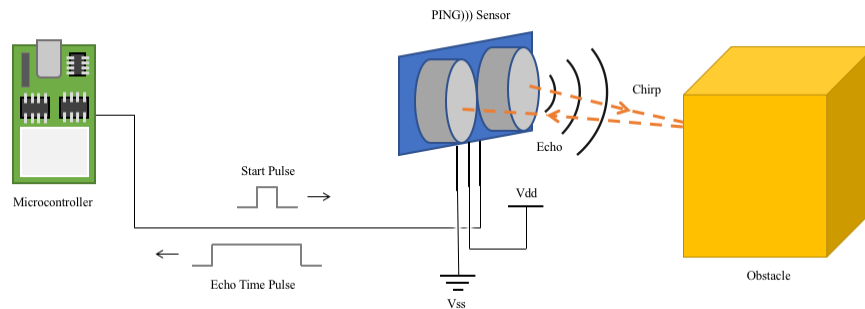 PING))) Sensor
Chirp
Echo
Start Pulse
Microcontroller
Vdd
Echo Time Pulse
Vss
Obstacle